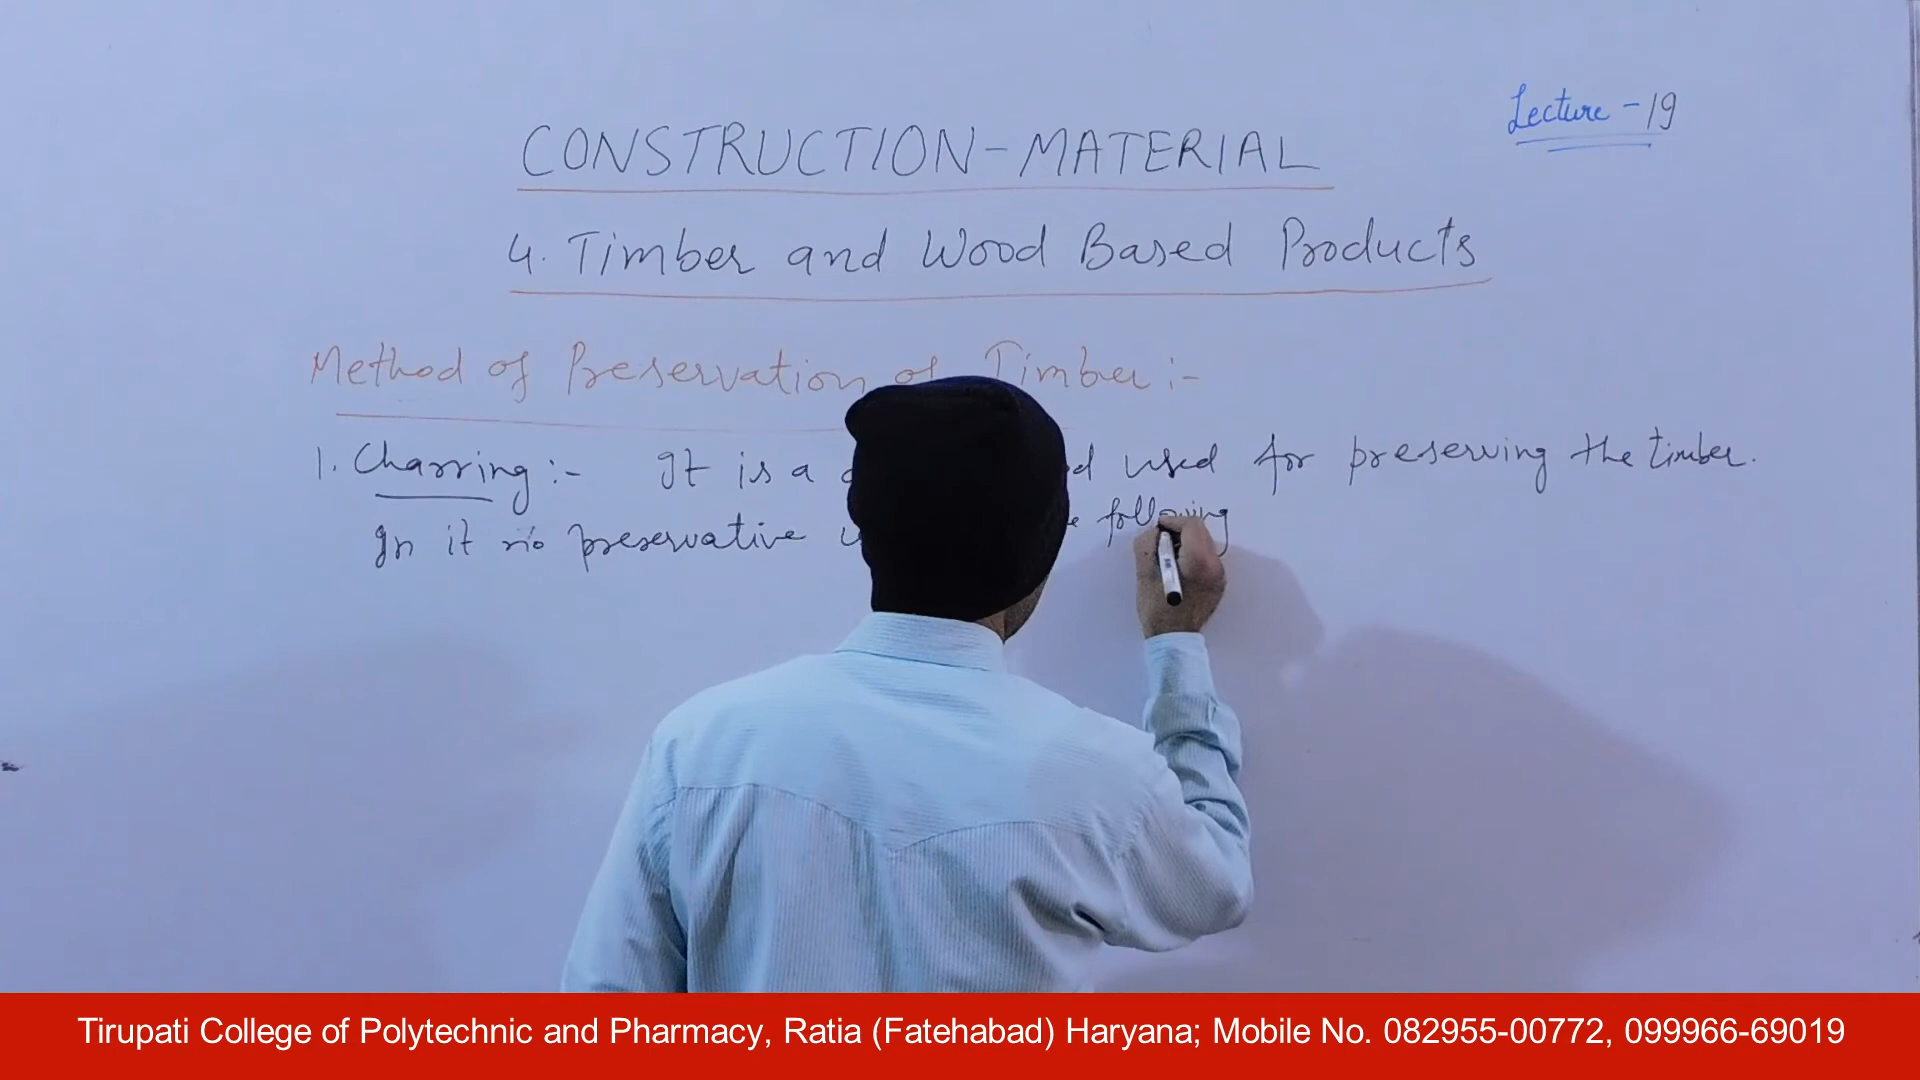 Lecture - 19
CONSTRUCTION-MATERIAL
4. Timber and Wood Based Products
Method of Preservation of Timber :-
1. Charring :- It is a used for preserving the timber.
In it no preservative following
Tirupati College of Polytechnic and Pharmacy, Ratia (Fatehabad) Haryana; Mobile No. 082955-00772, 099966-69019